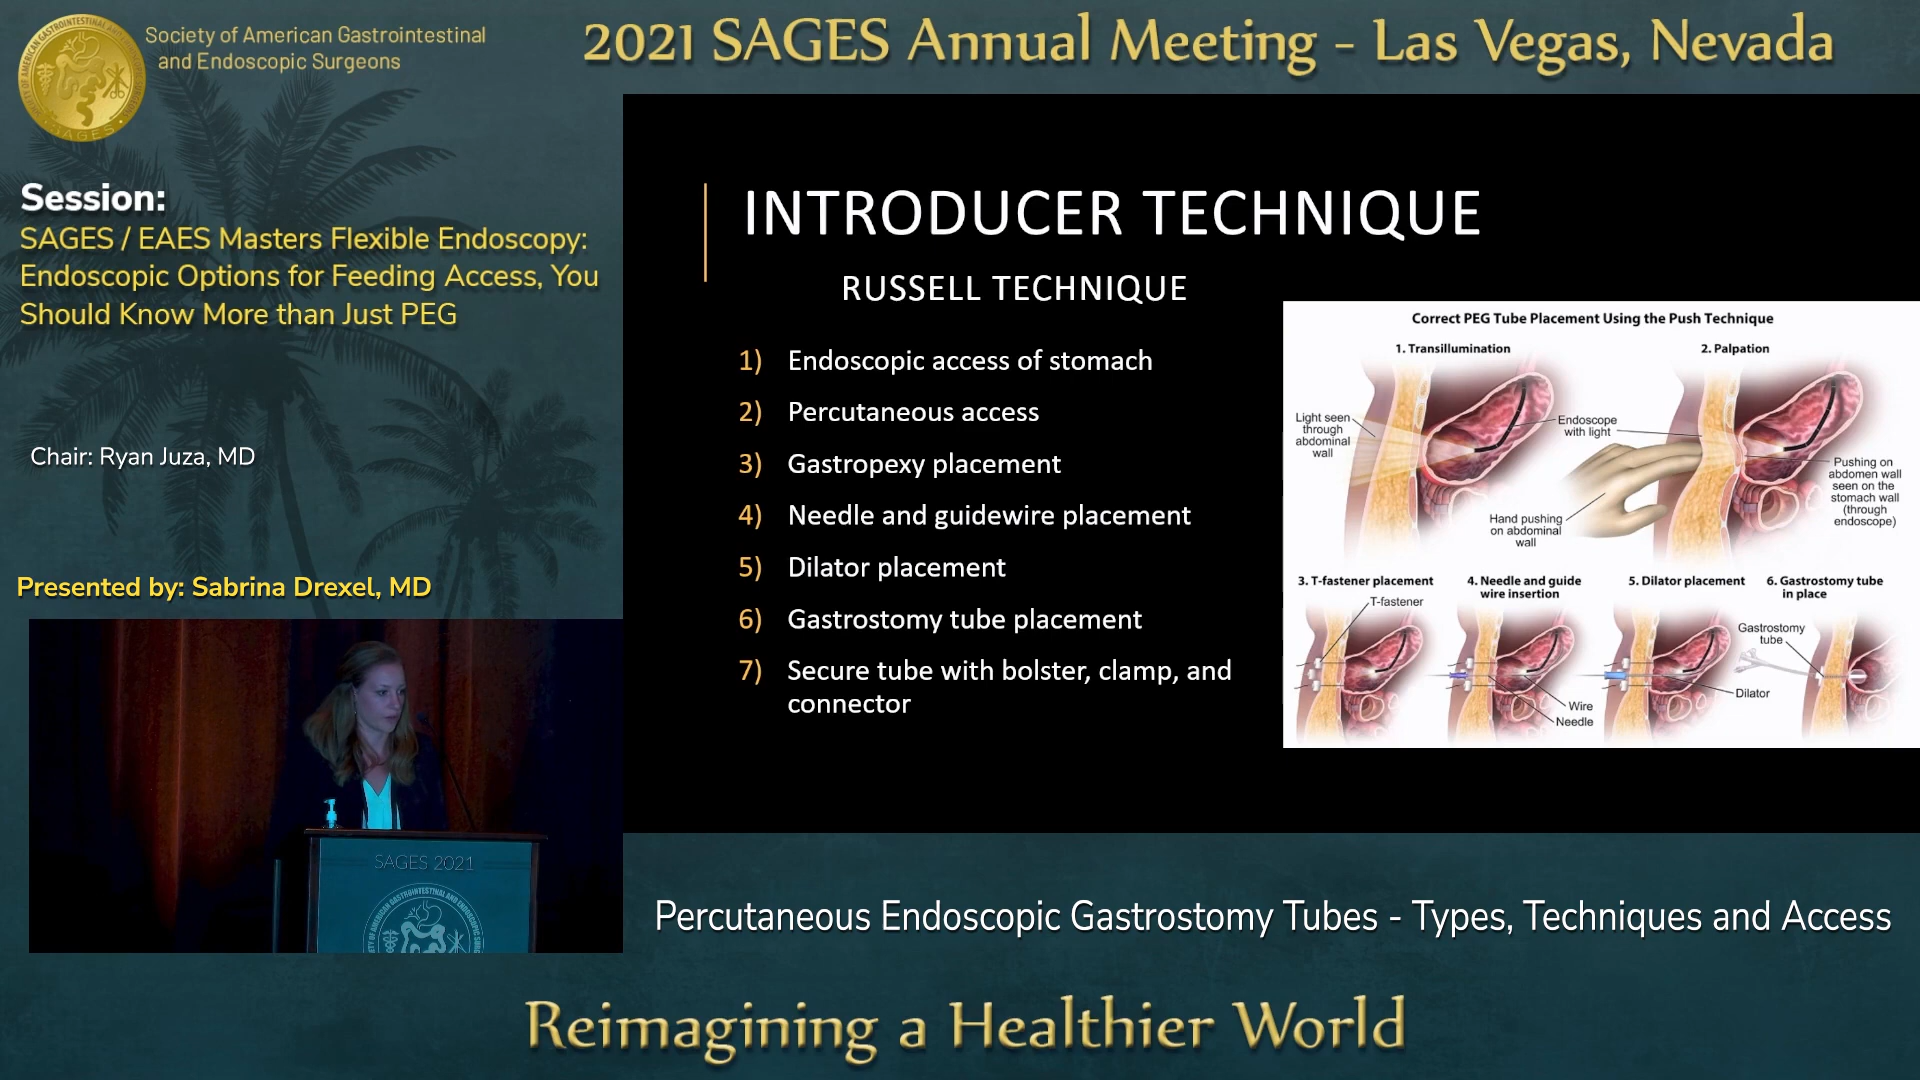 Society of American Gastrointestinal
and Endoscopic Surgeons
2021 SAGES Annual Meeting - Las Vegas, Nevada
SAGES
Session:
SAGES / EAES Masters Flexible Endoscopy:
Endoscopic Options for Feeding Access, You
Should Know More than Just PEG
Chair: Ryan Juza, MD
Presented by: Sabrina Drexel, MD
SAGES 2021
INTRODUCER TECHNIQUE
RUSSELL TECHNIQUE
1) Endoscopic access of stomach
2) Percutaneous access
3) Gastropexy placement
4) Needle and guidewire placement
5) Dilator placement
6) Gastrostomy tube placement
7) Secure tube with bolster, clamp, and
connector
Correct PEG Tube Placement Using the Push Technique
1. Transillumination
2. Palpation
Light seen
through
abdominal
wall
Endoscope
with light
Hand pushing
on abdominal
wall
Pushing on
abdomen wall
seen on the
stomach wall
(through
endoscope)
3. T-fastener placement
T-fastener
4. Needle and guide
wire insertion
Wire
Needle
5. Dilator placement
Dilator
6. Gastrostomy tube
in place
Gastrostomy
tube
Percutaneous Endoscopic Gastrostomy Tubes - Types, Techniques and Access
Reimagining a Healthier World